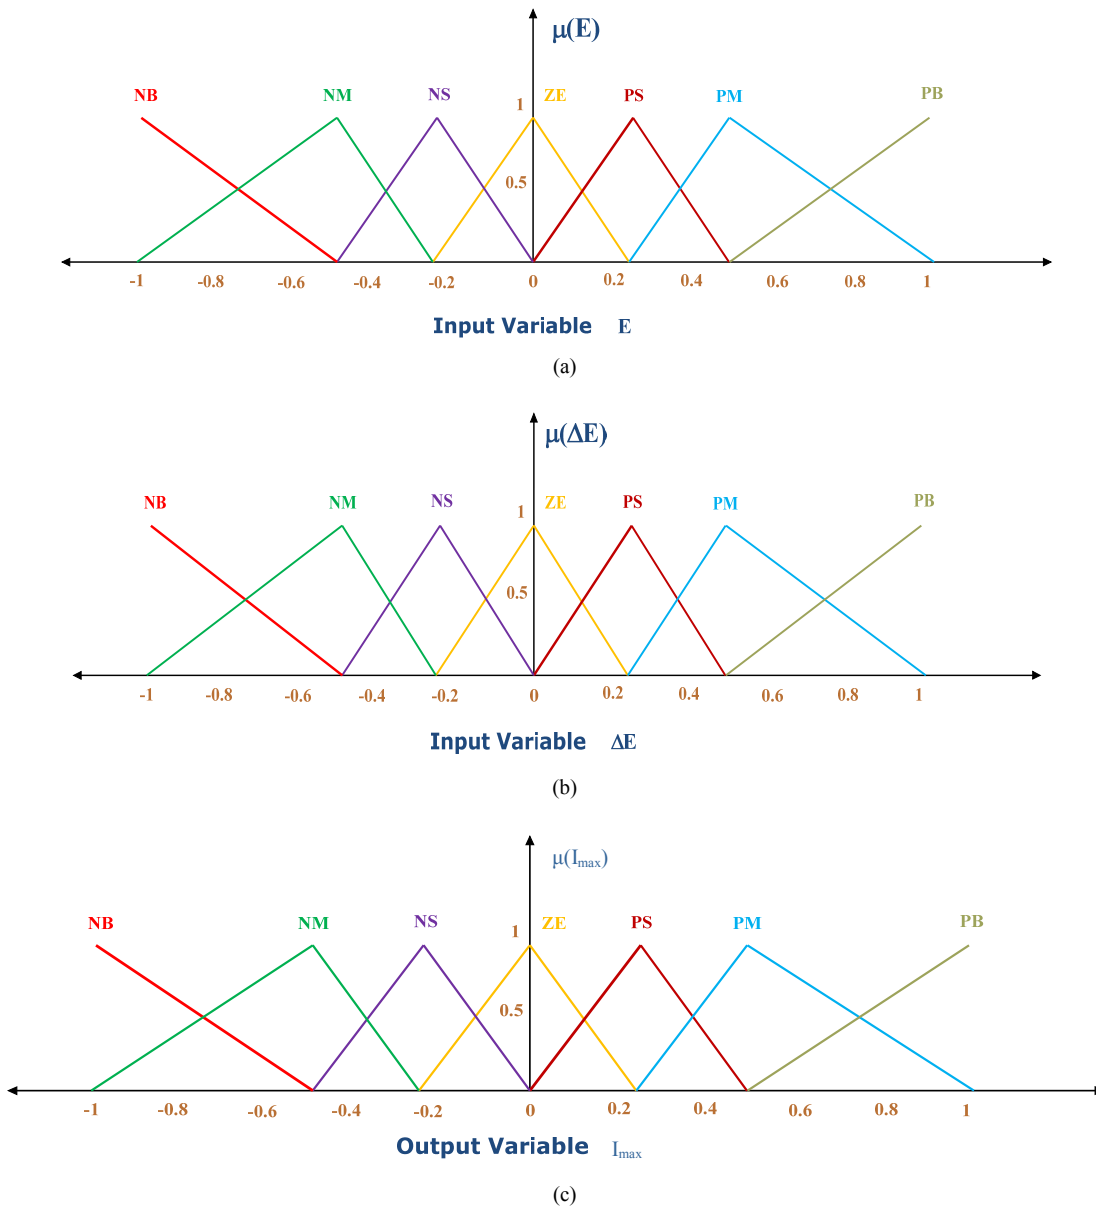 μ(E)
NB NM NS ZE PS PM PB
1
0.5
-1 -0.8 -0.6 -0.4 -0.2 0 0.2 0.4 0.6 0.8 1
Input Variable E
(a)
μ(ΔE)
NB NM NS ZE PS PM PB
1
0.5
-1 -0.8 -0.6 -0.4 -0.2 0 0.2 0.4 0.6 0.8 1
Input Variable ΔE
(b)
μ(Imax)
NB NM NS ZE PS PM PB
1
0.5
-1 -0.8 -0.6 -0.4 -0.2 0 0.2 0.4 0.6 0.8 1
Output Variable Imax
(c)